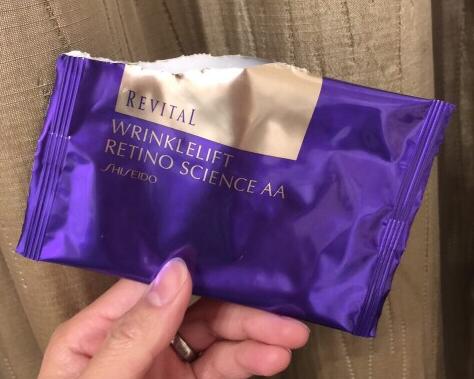 REVITAL
WRINKLELIFT
RETINO SCIENCE AA
SHISEIDO